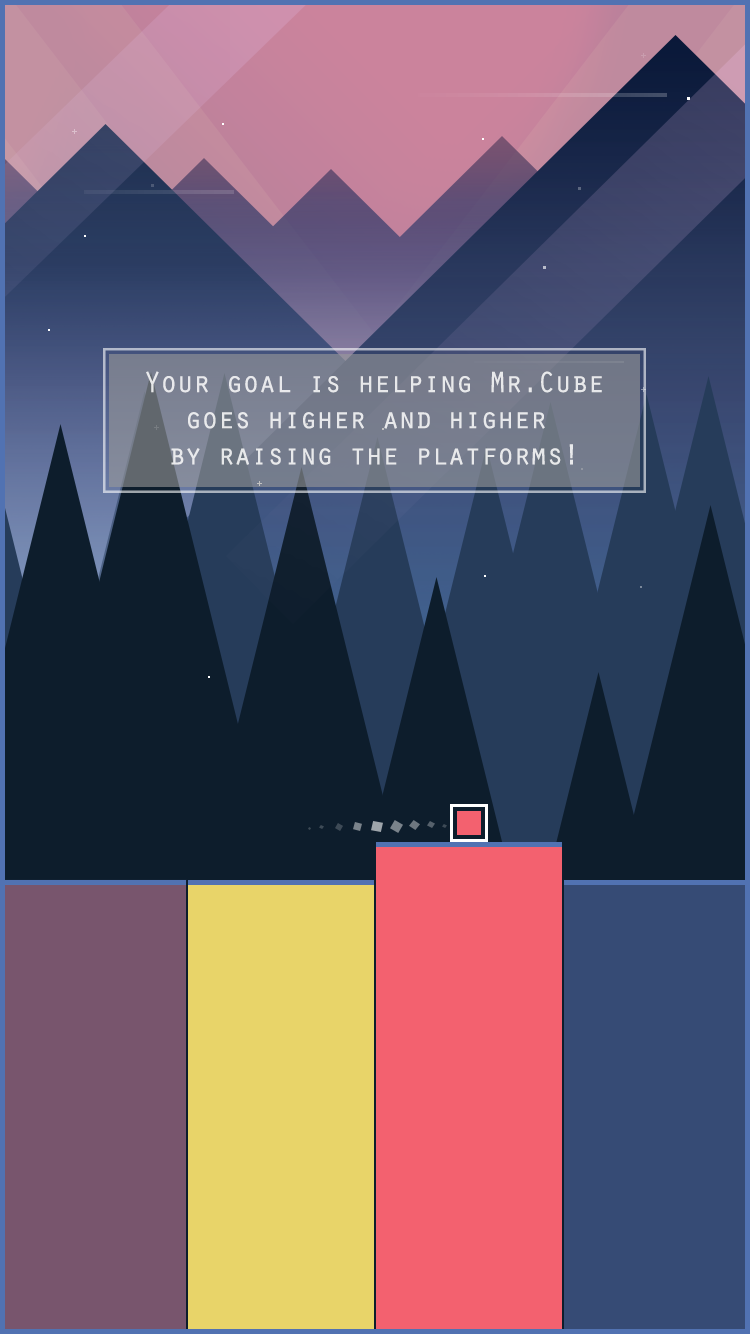 Your goal is helping Mr.Cube
goes higher and higher
by raising the platforms!